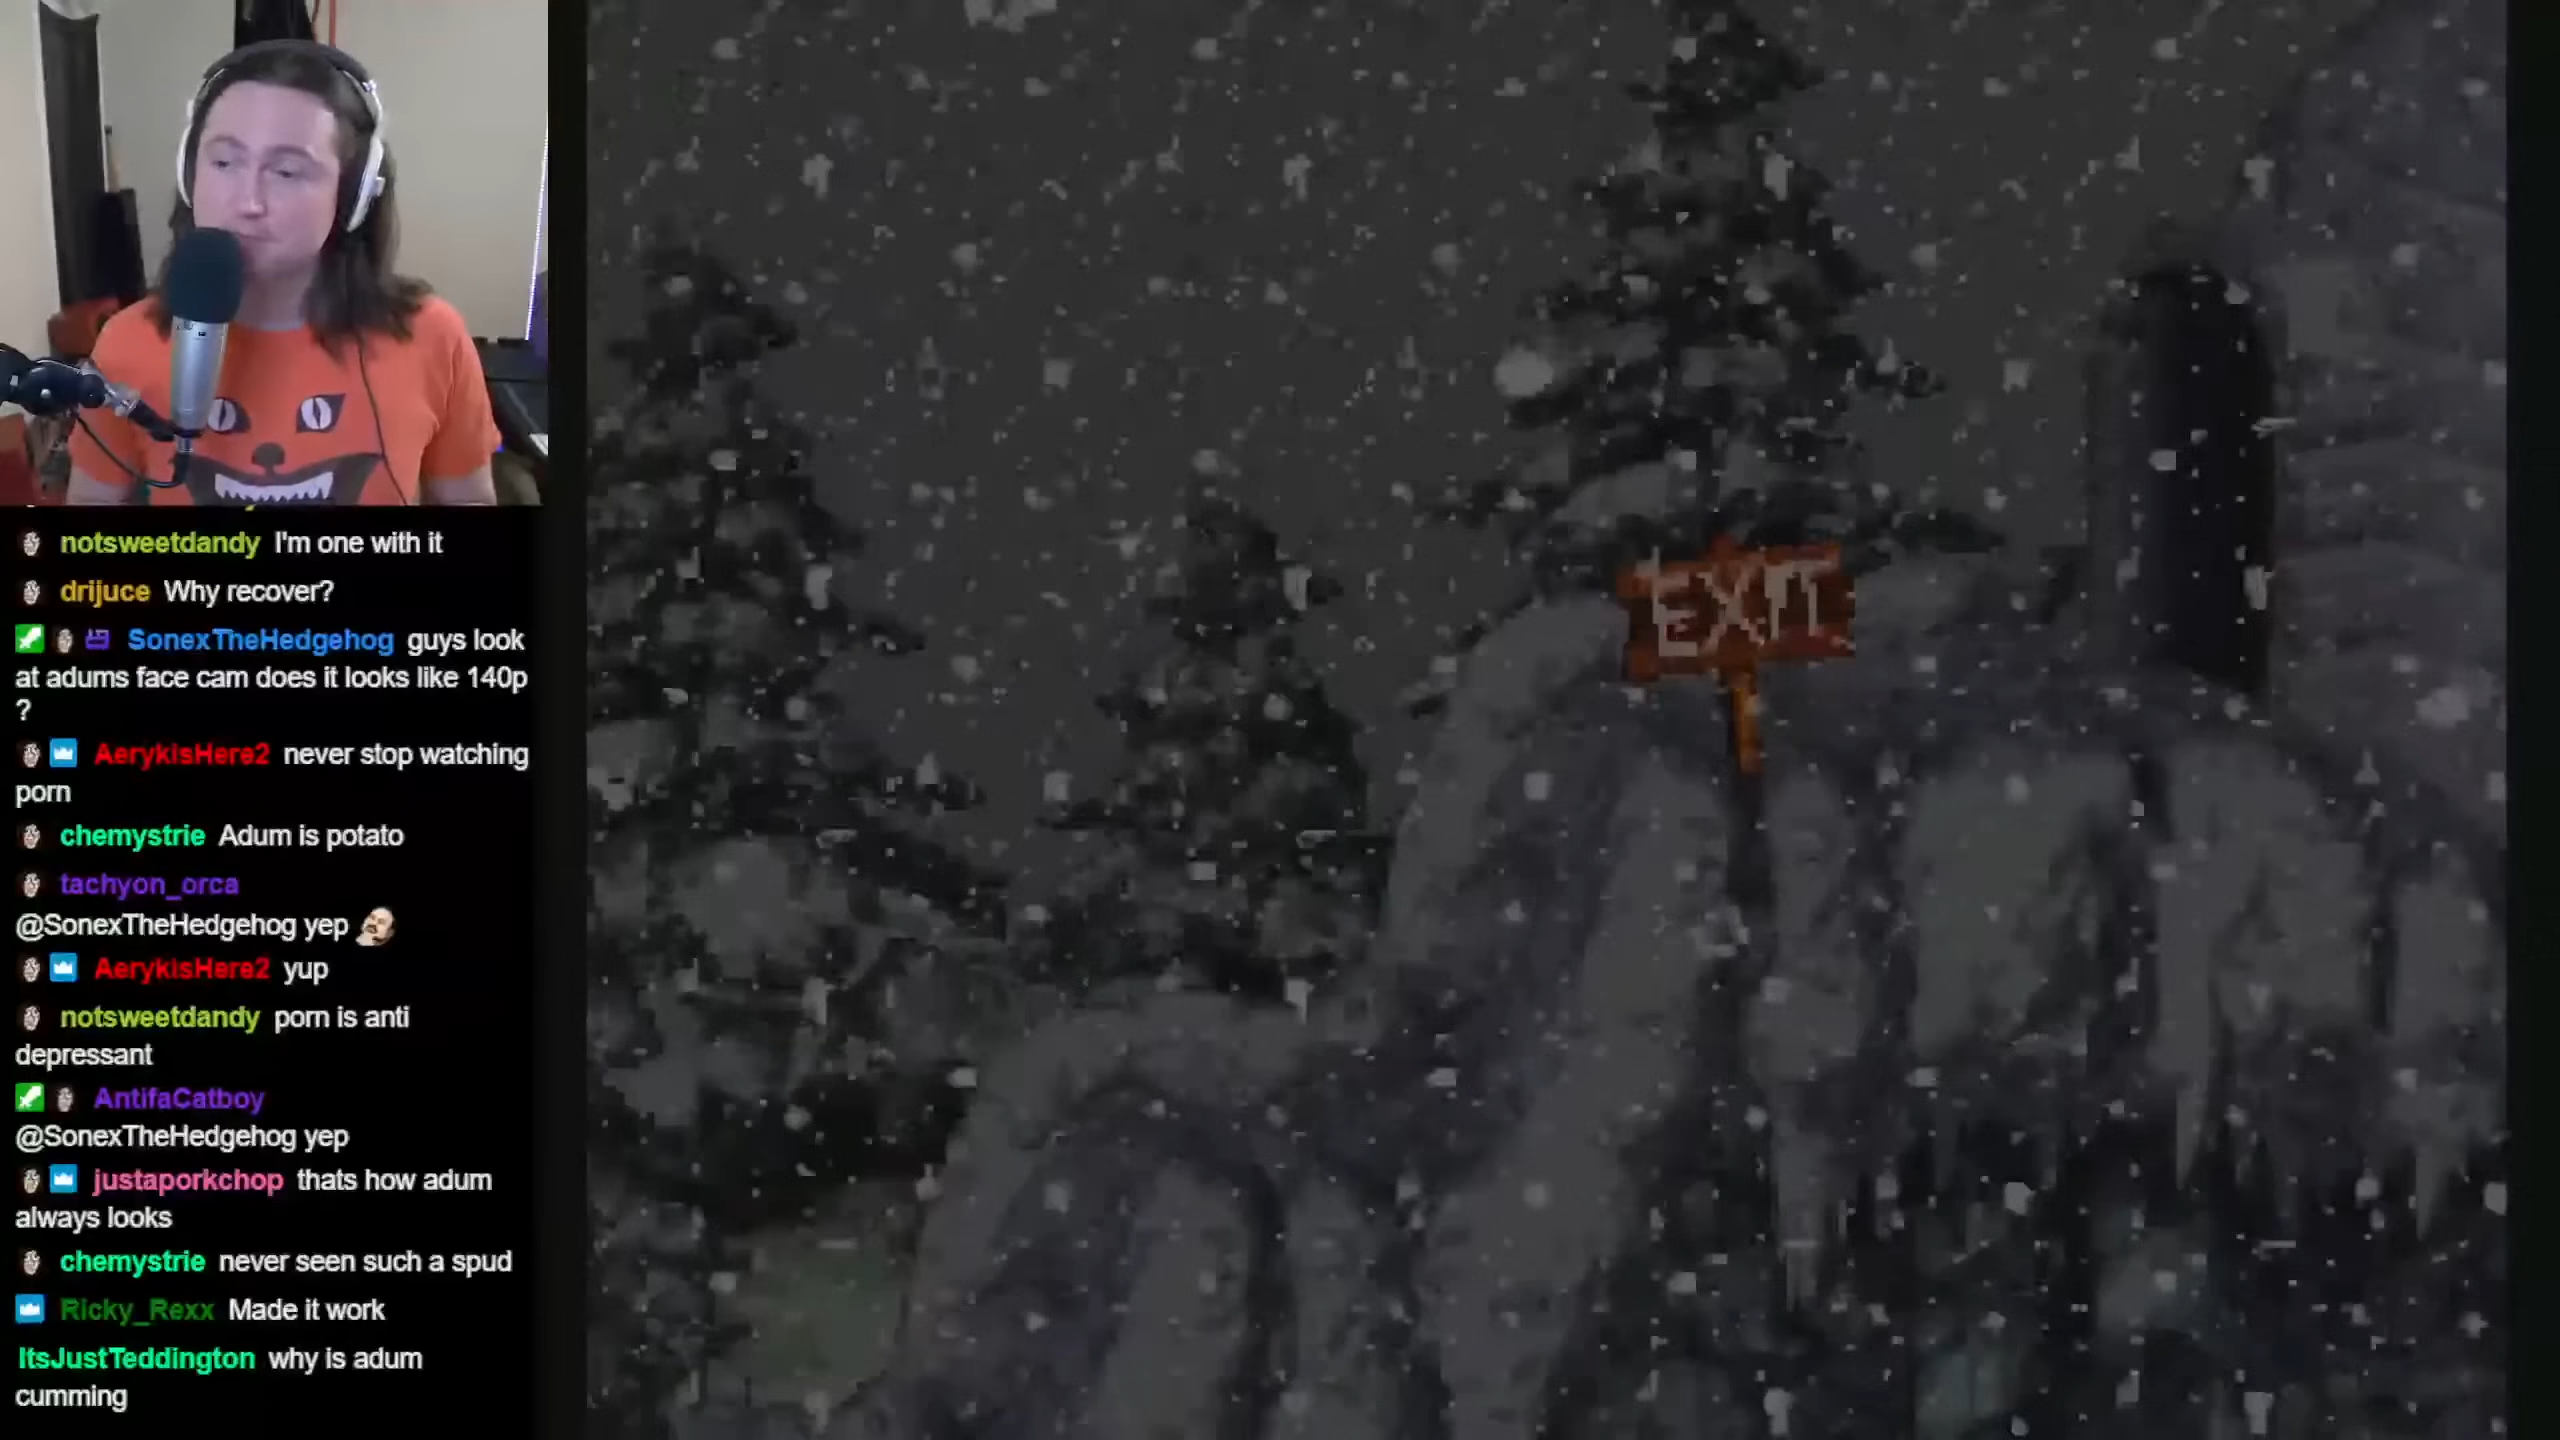 notsweetdandy I'm one with it
drijuce Why recover?
SonexTheHedgehog guys look
at adums face cam does it looks like 140p
?
AerykIsHere2 never stop watching
porn
chemystrie Adum is potato
tachyon_orca
@SonexTheHedgehog yep
AerykIsHere2 yup
notsweetdandy porn is anti
depressant
AntifaCatboy
@SonexTheHedgehog yep
justaporkchop thats how adum
always looks
chemystrie never seen such a spud
Ricky_Rexx Made it work
ItsJustTeddington why is adum
cumming
EXIT